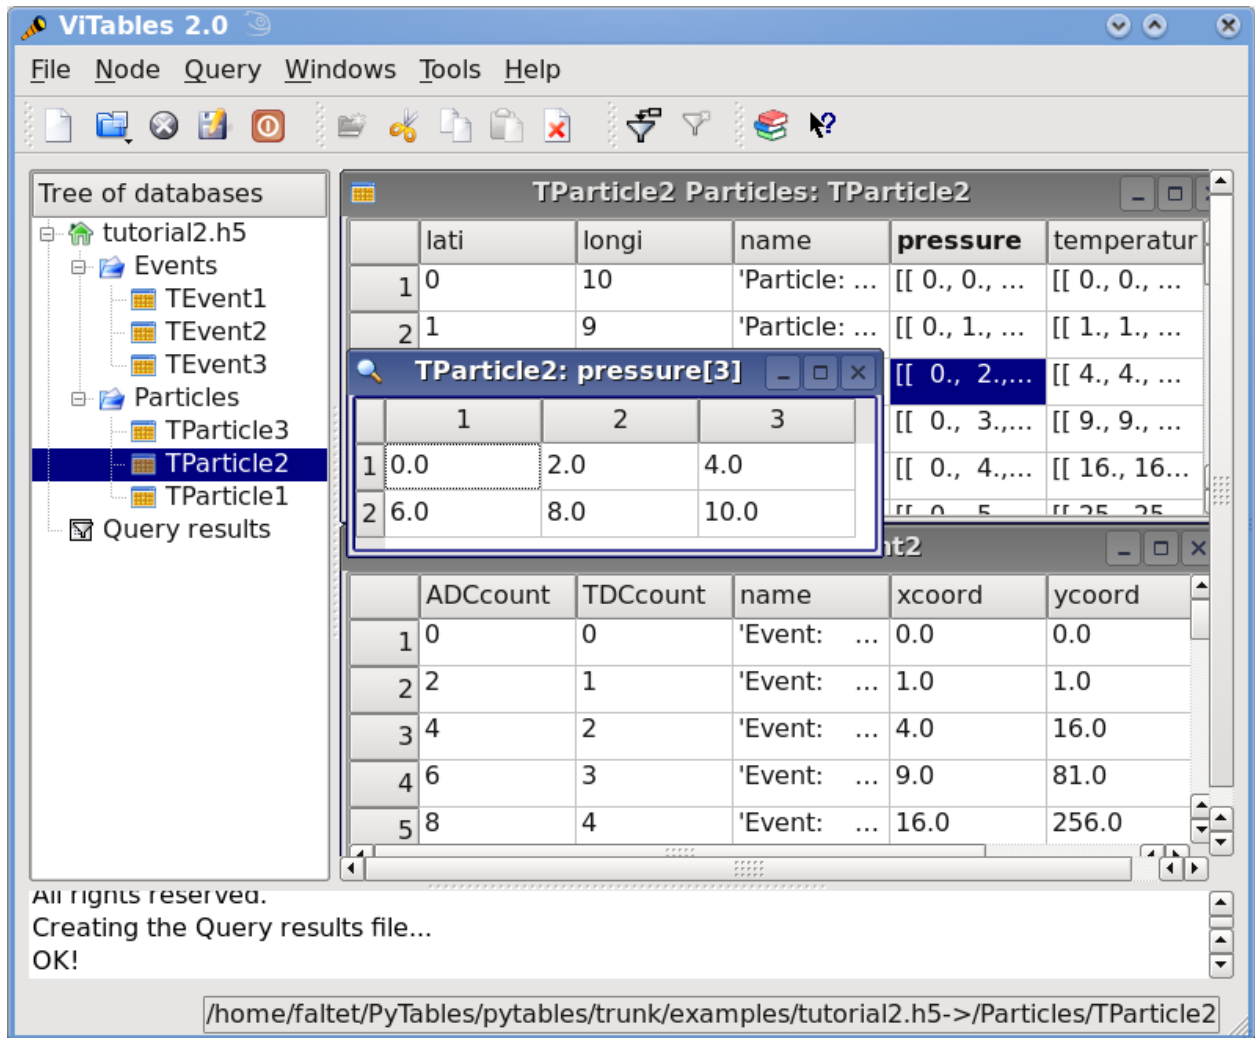 ViTables 2.0
File Node Query Windows Tools Help
Tree of databases
tutorial2.h5
Events
TEvent1
TEvent2
TEvent3
Particles
TParticle3
TParticle2
TParticle1
Query results
TParticle2 Particles: TParticle2
lati longi name pressure temperatur
1 0 10 'Particle: ... [[ 0., 0., ... [[ 0., 0., ...
2 1 9 'Particle: ... [[ 0., 1., ... [[ 1., 1., ...
[[ 0., 2.,... [[ 4., 4., ...
[[ 0., 3.,... [[ 9., 9., ...
[[ 0., 4.,... [[ 16., 16...
[[ 0. 5. [[ 25. 25.
TParticle2: pressure[3]
1 2 3
1 0.0 2.0 4.0
2 6.0 8.0 10.0
nt2
ADCcount TDCcount name xcoord ycoord
1 0 0 'Event: ... 0.0 0.0
2 2 1 'Event: ... 1.0 1.0
3 4 2 'Event: ... 4.0 16.0
4 6 3 'Event: ... 9.0 81.0
5 8 4 'Event: ... 16.0 256.0
All rights reserved.
Creating the Query results file...
OK!
/home/faltet/PyTables/pytables/trunk/examples/tutorial2.h5->/Particles/TParticle2